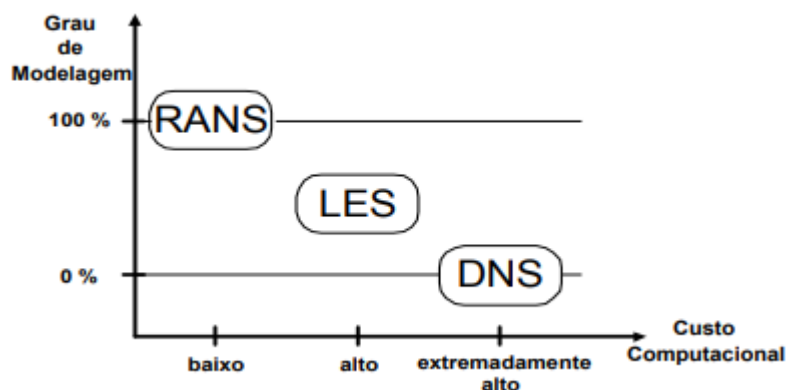 Grau
de
Modelagem
100 %
RANS
LES
0 %
DNS
baixo
alto
extremadamente
alto
Custo
Computacional